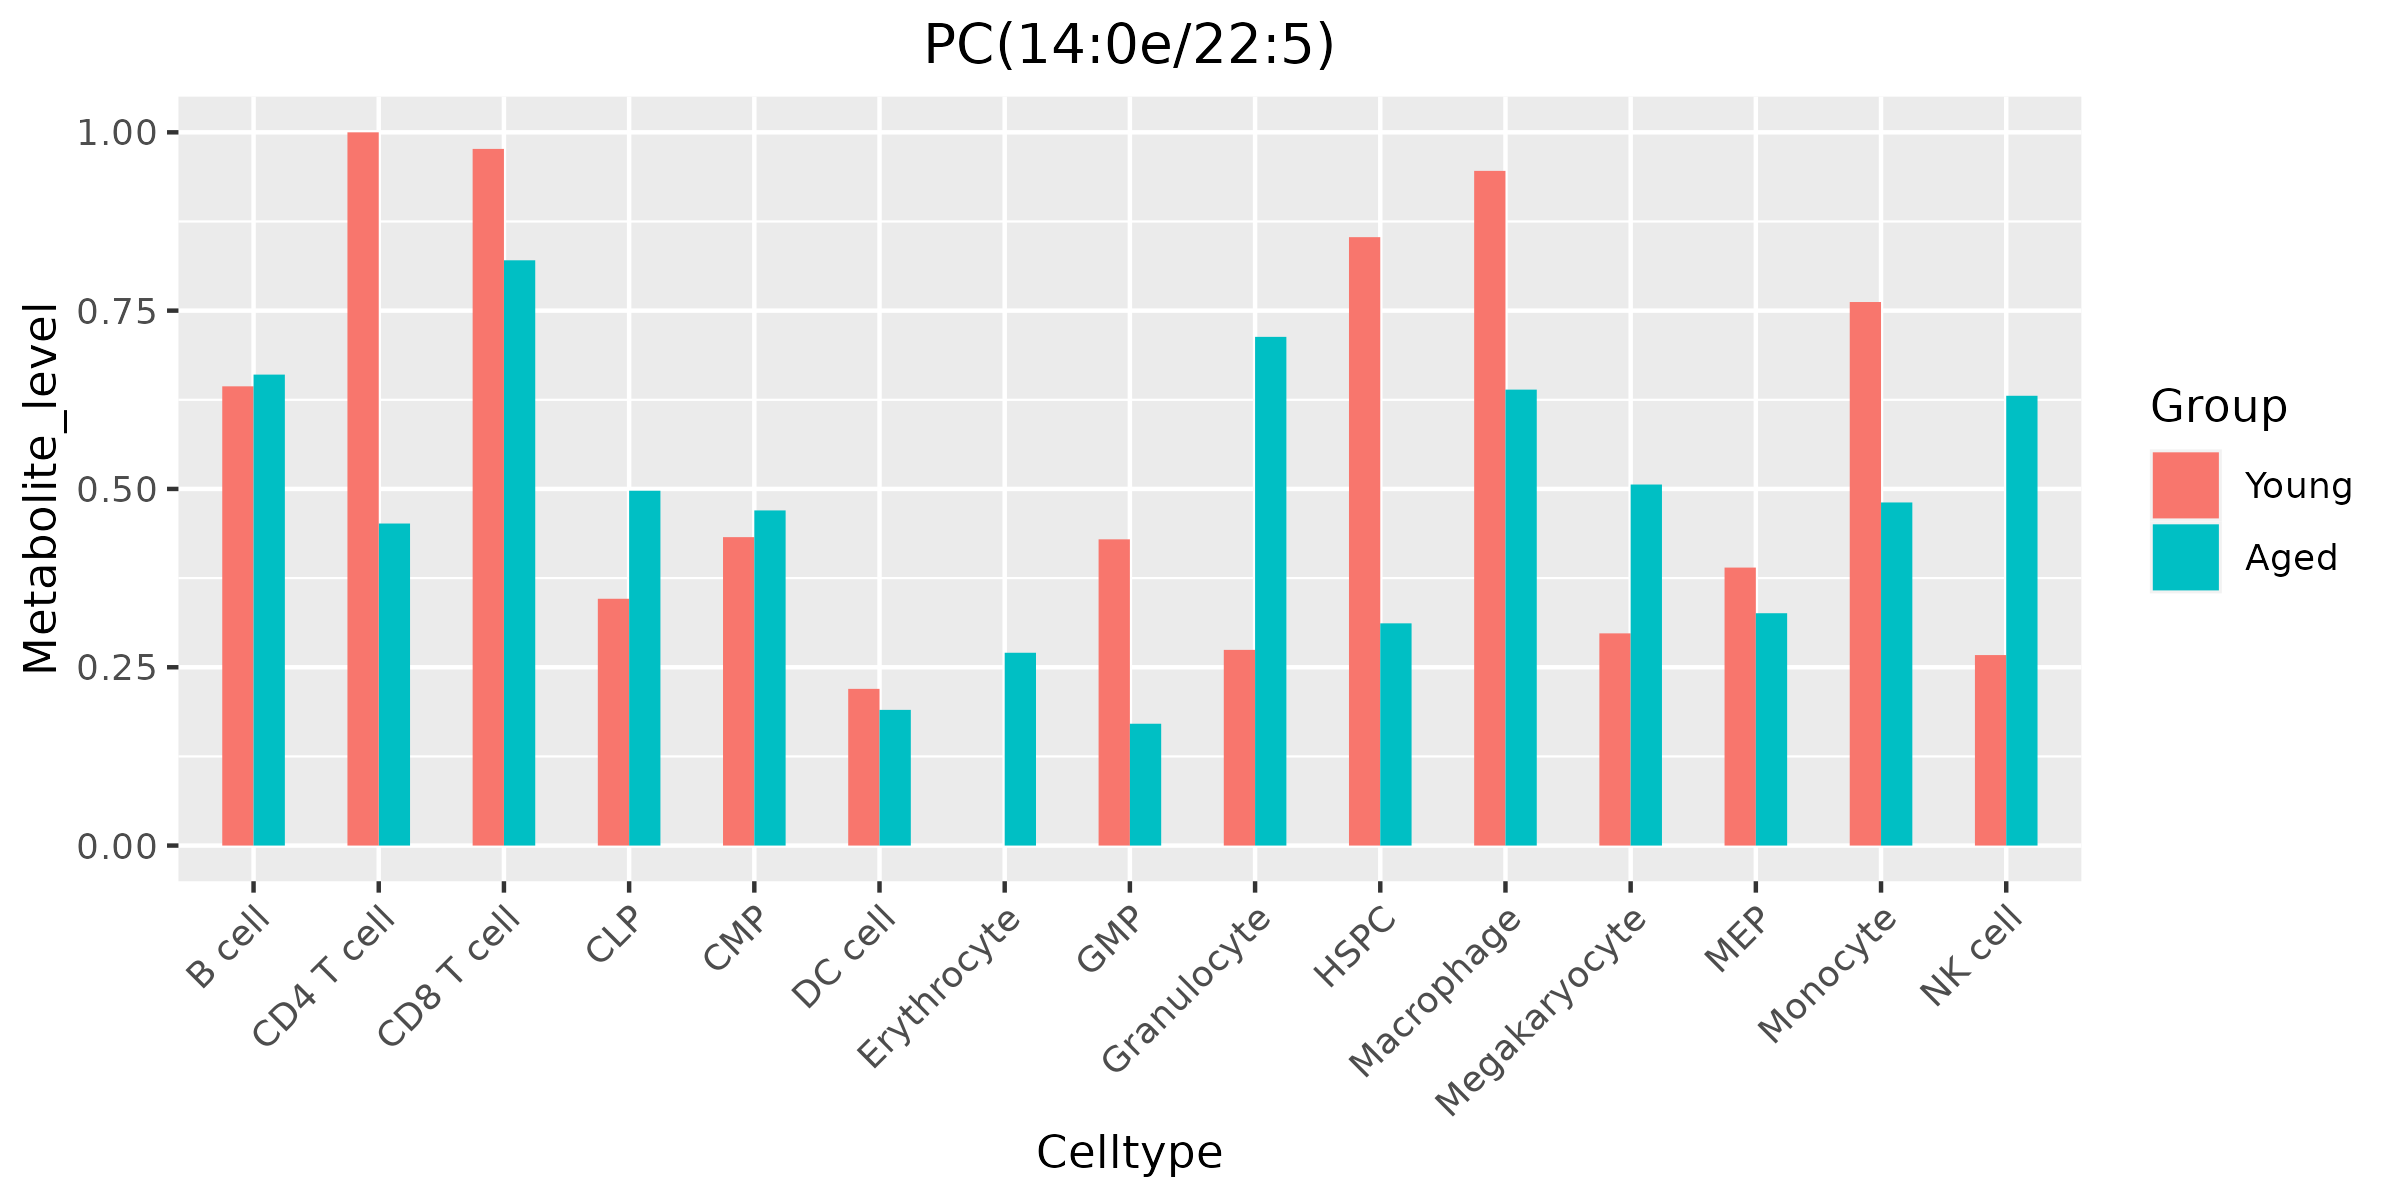 PC(14:0e/22:5)
Metabolite_level
1.00
0.75
0.50
0.25
0.00
B cell
CD4 T cell
CD8 T cell
CLP
CMP
DC cell
Erythrocyte
GMP
Granulocyte
HSPC
Macrophage
Megakaryocyte
MEP
Monocyte
NK cell
Celltype
Group
Young
Aged